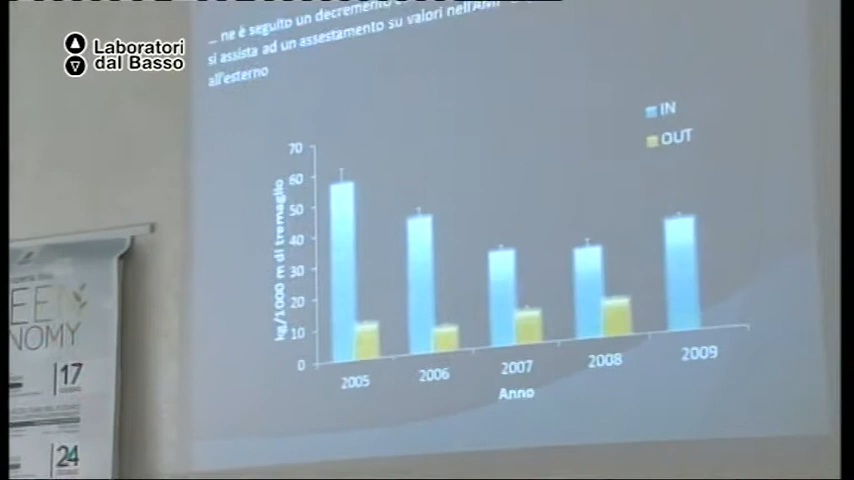 Laboratori
dal Basso
... ne è seguito un decremento
si assista ad un assestamento su valori nell'AMP
all'esterno
IN
OUT
70
60
50
40
30
20
10
0
kg/1000 m di tremaglio
2005
2006
2007
2008
2009
Anno
EEN
NOMY
17
24